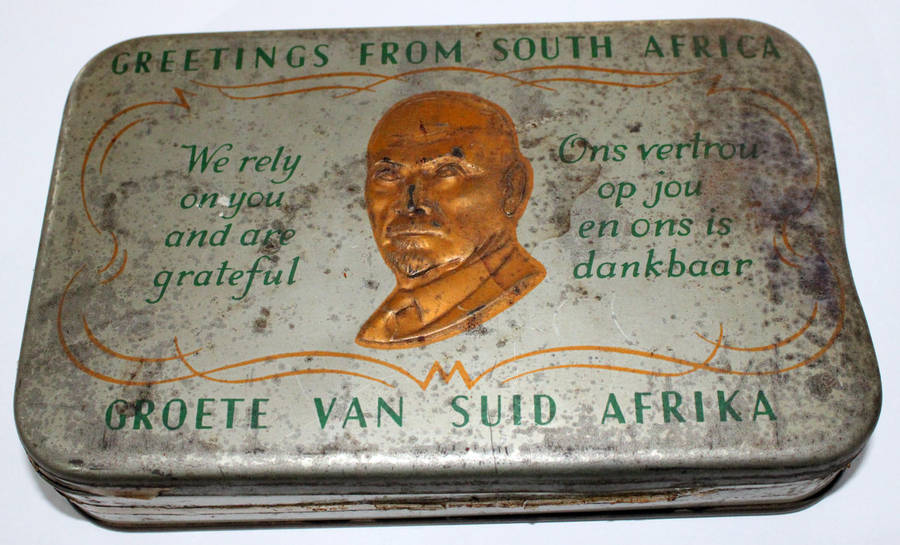 GREETINGS FROM SOUTH AFRICA
We rely
on you
and are
grateful
Ons vertrou
op jou
en ons is
dankbaar
GROETE VAN SUID AFRIKA